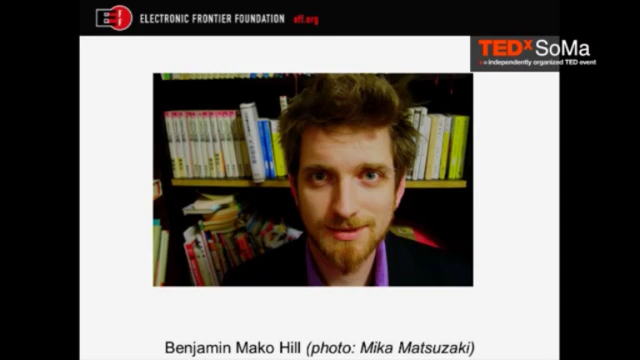 ELECTRONIC FRONTIER FOUNDATION eff.org
TEDxSoMa
x = independently organized TED event
Benjamin Mako Hill (photo: Mika Matsuzaki)